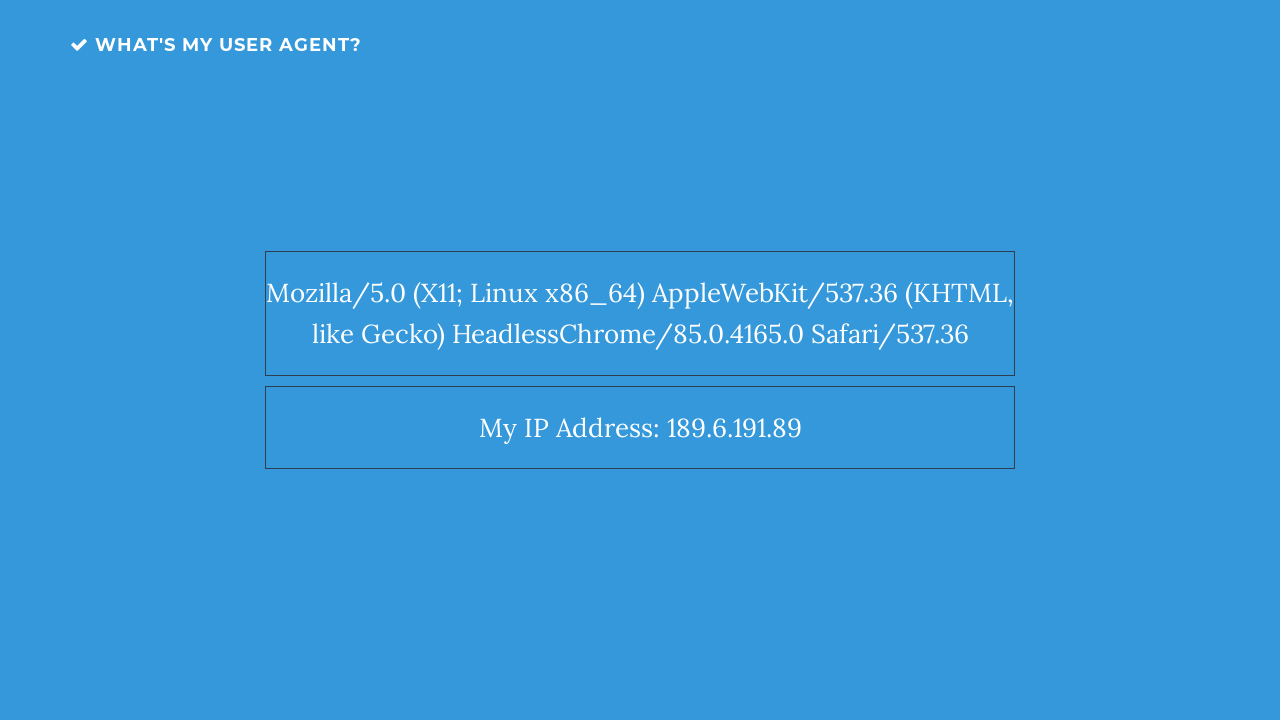 WHAT'S MY USER AGENT?
Mozilla/5.0 (X11; Linux x86_64) AppleWebKit/537.36 (KHTML,
like Gecko) HeadlessChrome/85.0.4165.0 Safari/537.36
My IP Address: 189.6.191.89